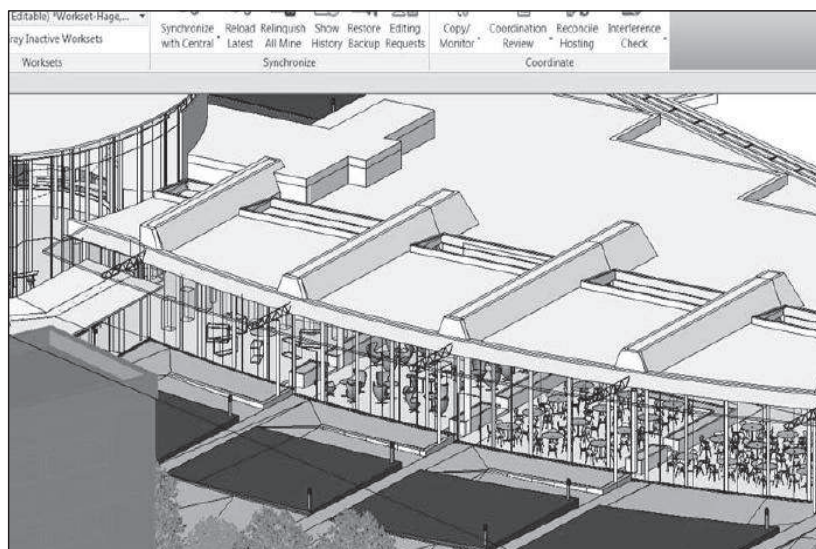 Editable) "Workset-Hage,...
ray Inactive Worksets
Worksets
Synchronize with Central
Reload Latest
Relinquish All Mine
Show History
Restore Backup
Editing Requests
Synchronize
Copy/ Monitor
Coordination Review
Reconcile Hosting
Interference Check
Coordinate